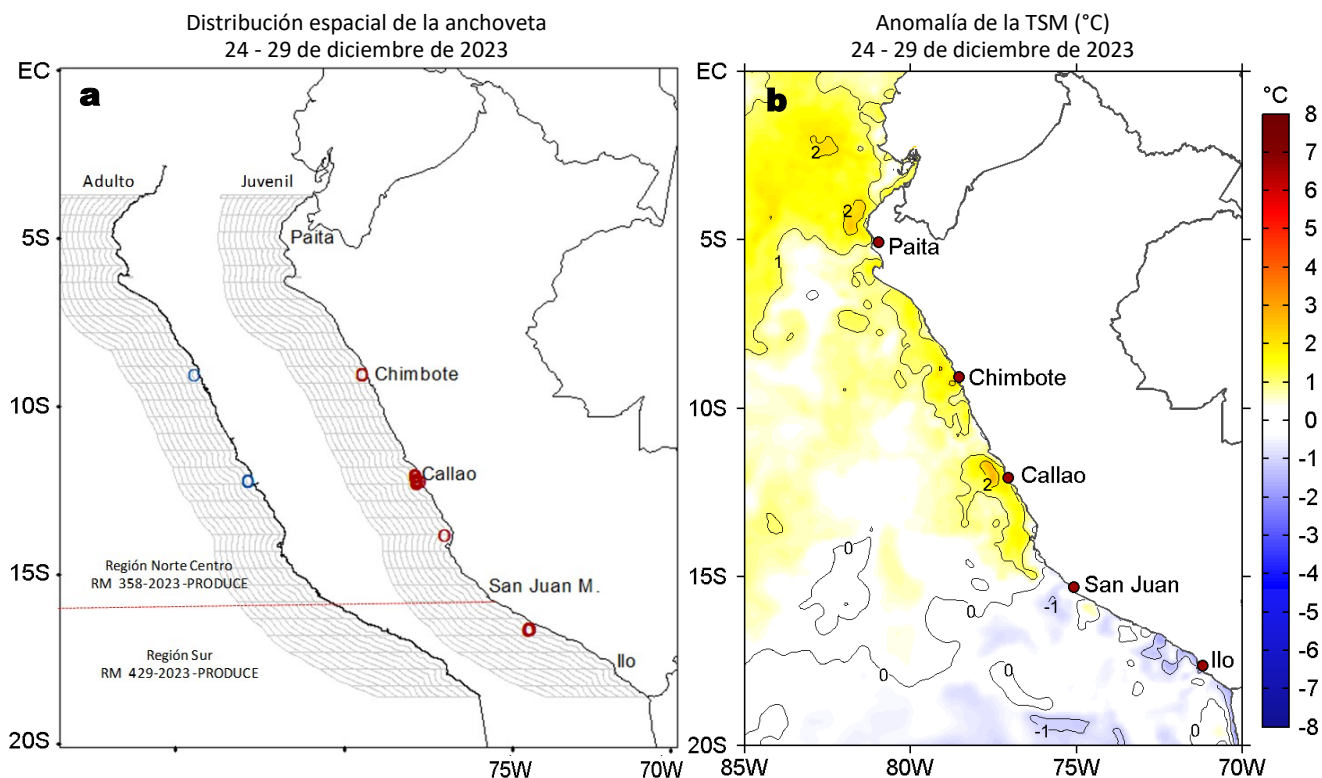 Distribución espacial de la anchoveta
24 - 29 de diciembre de 2023
EC
a
Adulto
Juvenil
5S
Paita
Chimbote
10S
Callao
Región Norte Centro
RM 358-2023 -PRODUCE
15S
San Juan M.
Región Sur
RM 429-2023 -PRODUCE
Ilo
20S
75W
70W
Anomalía de la TSM (°C)
24 - 29 de diciembre de 2023
EC
b
2
2
5S
Paita
1
Chimbote
10S
Callao
2
0
15S
San Juan
-1
0
Ilo
0
0
-1
0
20S
85W
80W
75W
70W
°C
8
7
6
5
4
3
2
1
0
-1
-2
-3
-4
-5
-6
-7
-8